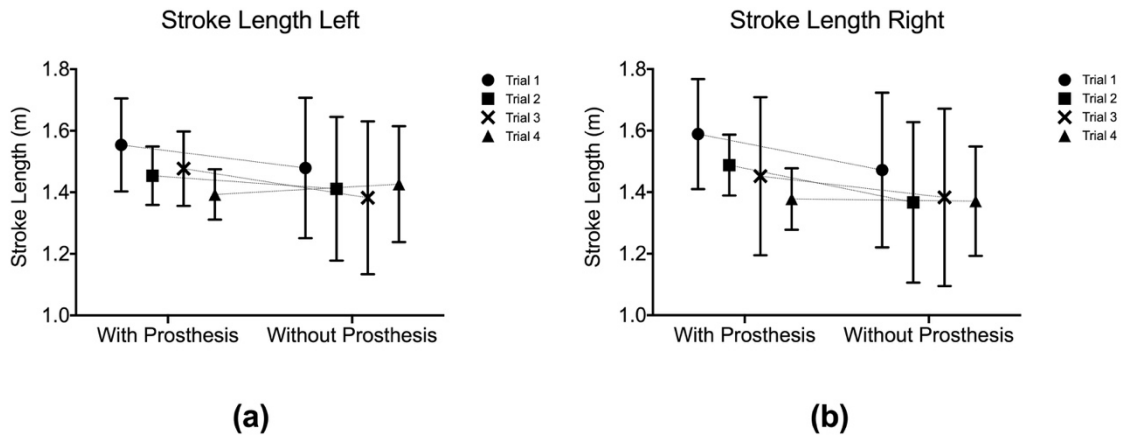 Stroke Length Left
Stroke Length (m)
1.8
1.6
1.4
1.2
1.0
With Prosthesis
Without Prosthesis
Trial 1
Trial 2
Trial 3
Trial 4
(a)
Stroke Length Right
Stroke Length (m)
1.8
1.6
1.4
1.2
1.0
With Prosthesis
Without Prosthesis
Trial 1
Trial 2
Trial 3
Trial 4
(b)